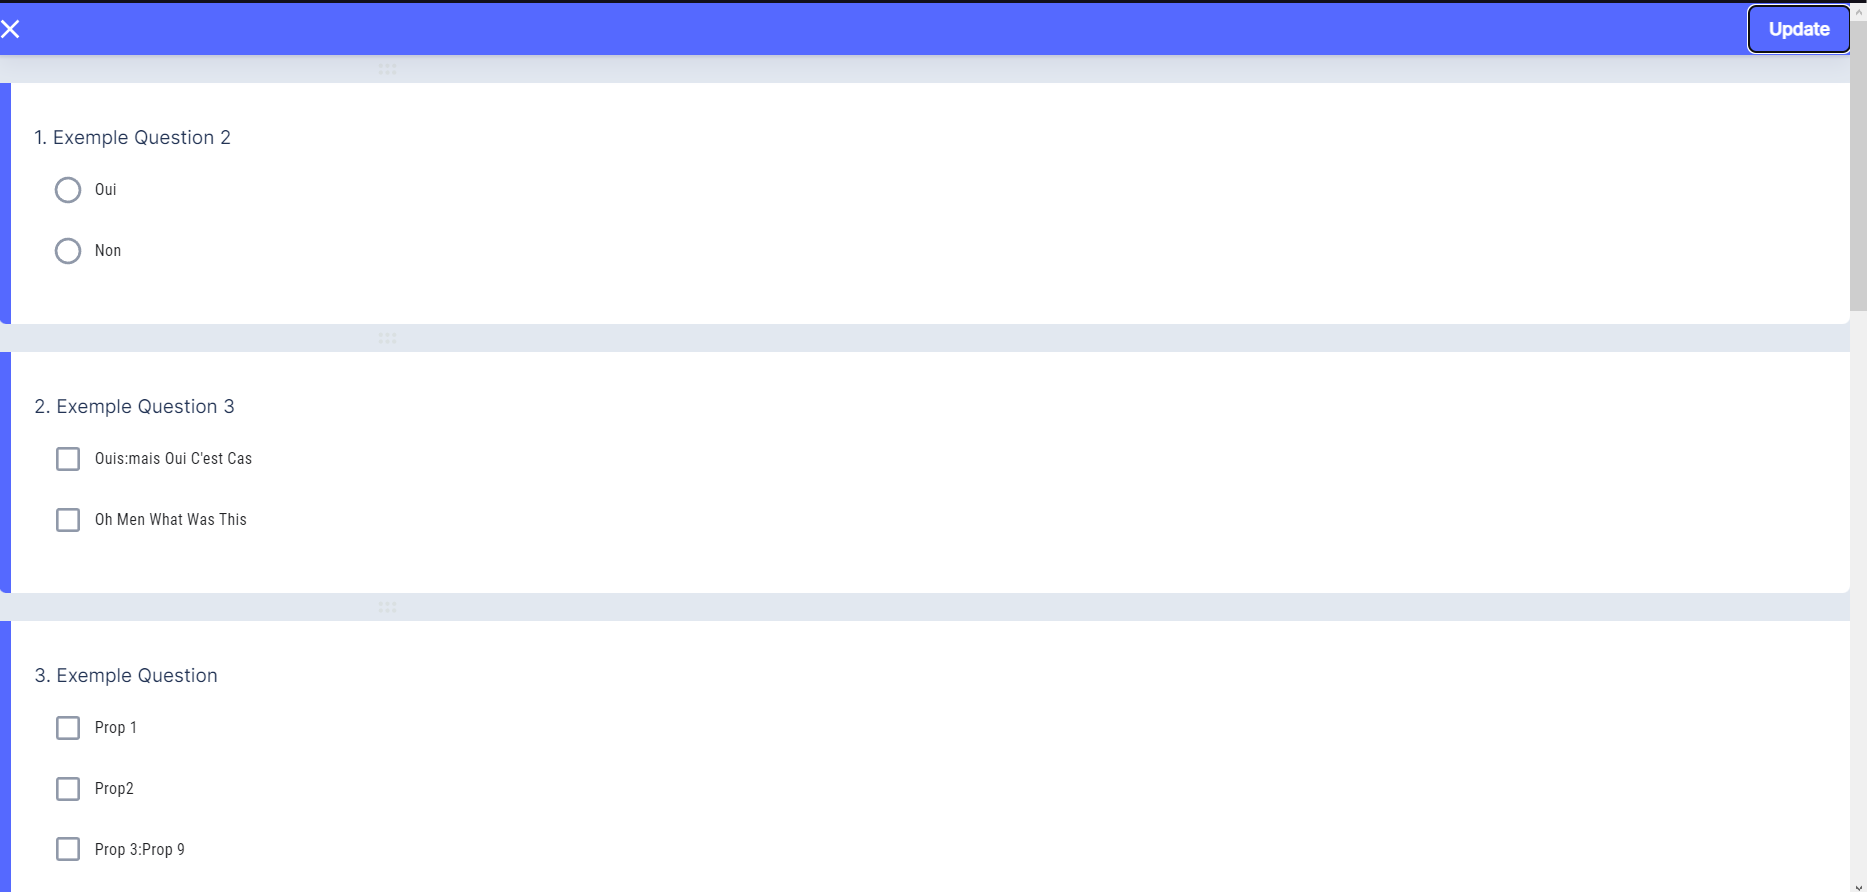 Update
1. Exemple Question 2
Oui
Non
2. Exemple Question 3
Ouis:mais Oui C'est Cas
Oh Men What Was This
3. Exemple Question
Prop 1
Prop2
Prop 3:Prop 9